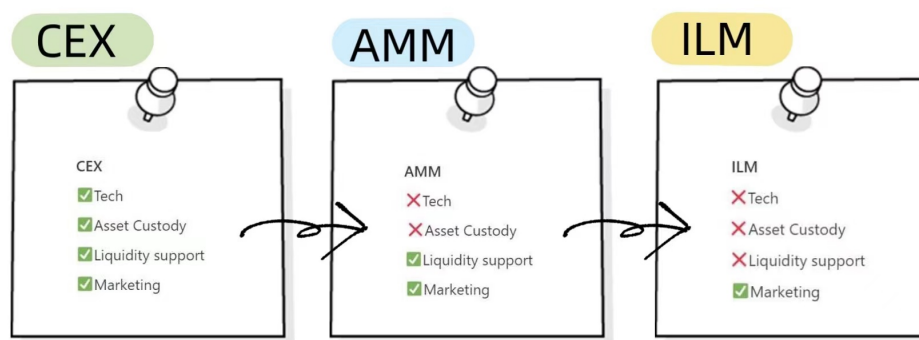 CEX
AMM
ILM
CEX
✅Tech
✅Asset Custody
✅Liquidity support
✅Marketing
AMM
❌Tech
❌Asset Custody
✅Liquidity support
✅Marketing
ILM
❌Tech
❌Asset Custody
❌Liquidity support
✅Marketing